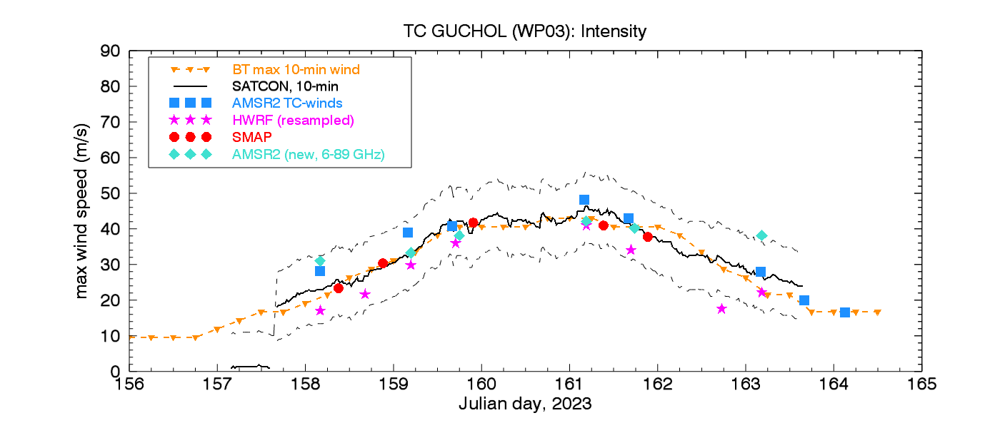 TC GUCHOL (WP03): Intensity
90
80
70
60
50
40
30
20
10
0
max wind speed (m/s)
BT max 10-min wind
SATCON, 10-min
AMSR2 TC-winds
HWRF (resampled)
SMAP
AMSR2 (new, 6-89 GHz)
156 157 158 159 160 161 162 163 164 165
Julian day, 2023